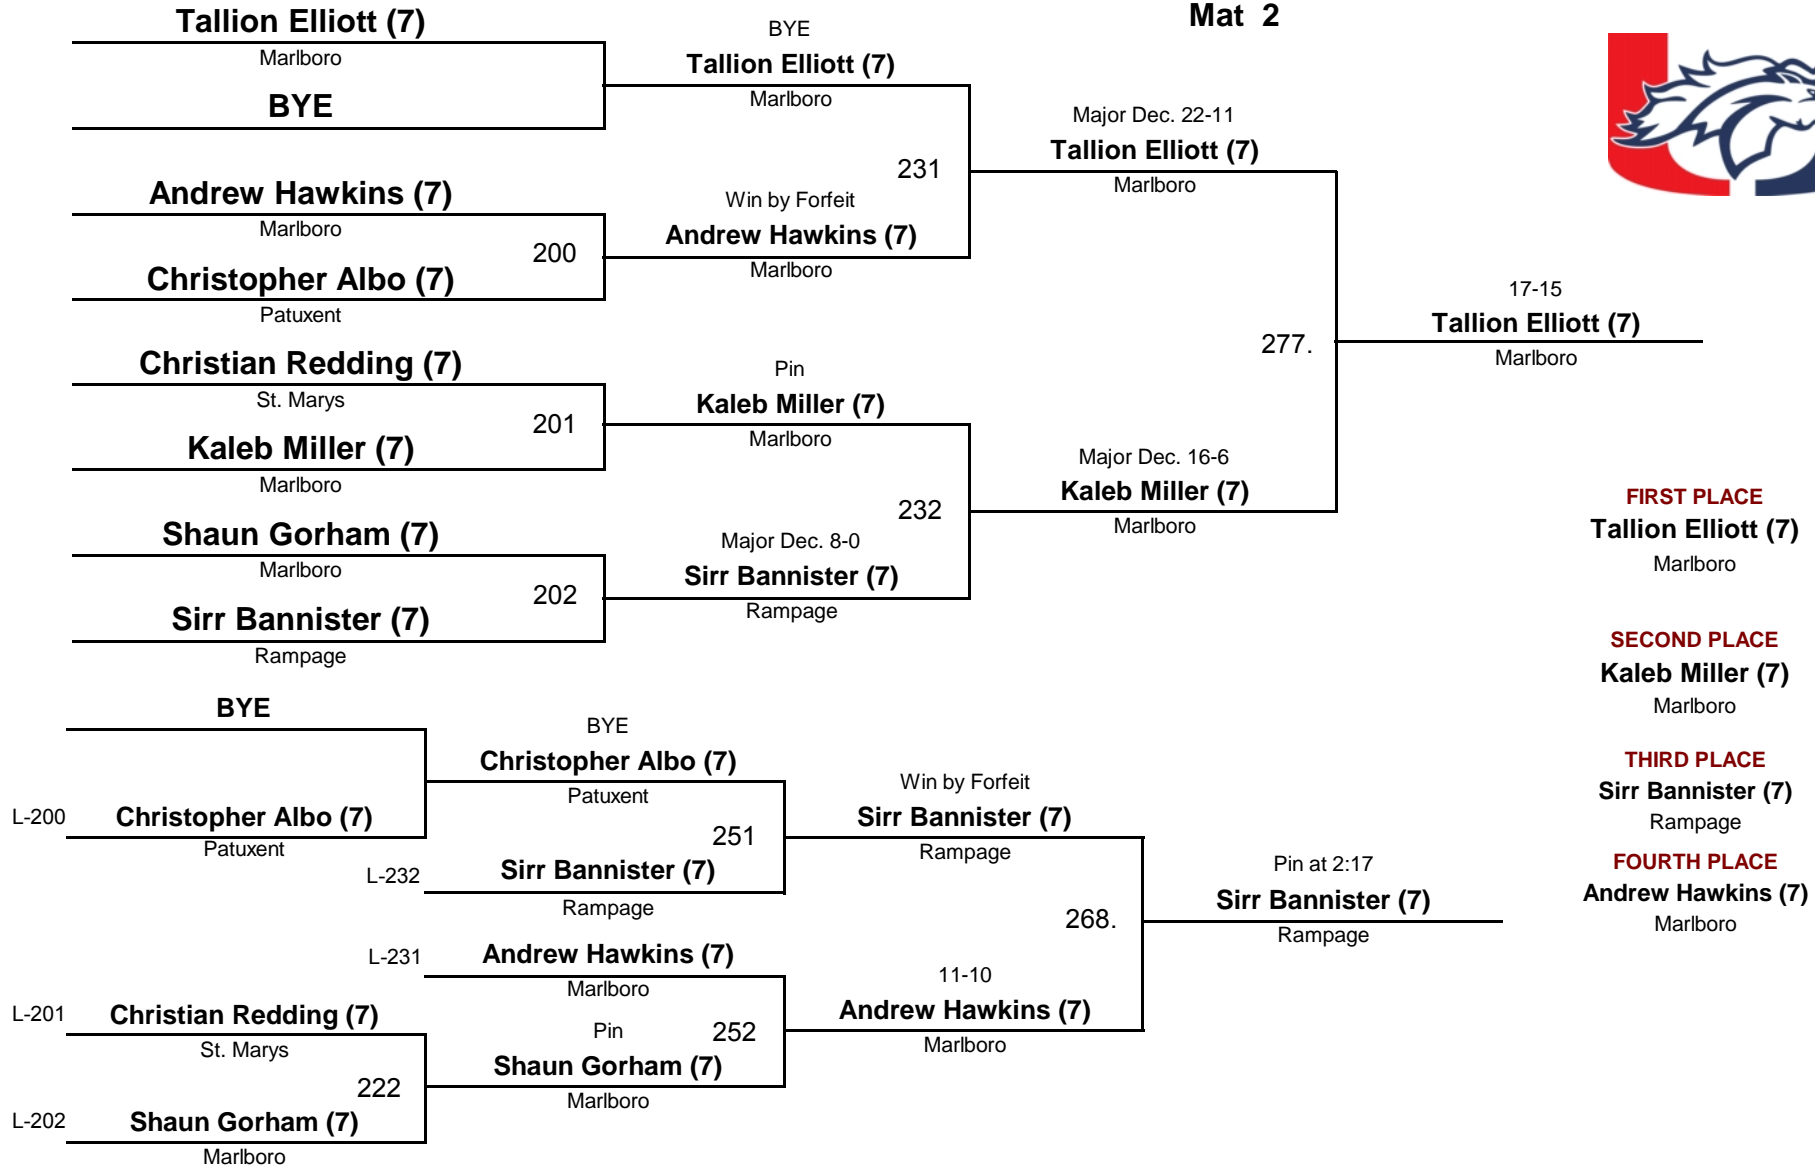 Mat 2
Tallion Elliott (7)
Marlboro
BYE
Andrew Hawkins (7)
Marlboro
200
Christopher Albo (7)
Patuxent
Christian Redding (7)
St. Marys
201
Kaleb Miller (7)
Marlboro
Shaun Gorham (7)
Marlboro
202
Sirr Bannister (7)
Rampage
BYE
Tallion Elliott (7)
Marlboro
231
Win by Forfeit
Andrew Hawkins (7)
Marlboro
Pin
Kaleb Miller (7)
Marlboro
232
Major Dec. 8-0
Sirr Bannister (7)
Rampage
Major Dec. 22-11
Tallion Elliott (7)
Marlboro
277.
Major Dec. 16-6
Kaleb Miller (7)
Marlboro
17-15
Tallion Elliott (7)
Marlboro
FIRST PLACE
Tallion Elliott (7)
Marlboro
SECOND PLACE
Kaleb Miller (7)
Marlboro
THIRD PLACE
Sirr Bannister (7)
Rampage
FOURTH PLACE
Andrew Hawkins (7)
Marlboro
BYE
L-200
Christopher Albo (7)
Patuxent
L-201
Christian Redding (7)
St. Marys
222
L-202
Shaun Gorham (7)
Marlboro
BYE
Christopher Albo (7)
Patuxent
251
L-232
Sirr Bannister (7)
Rampage
L-231
Andrew Hawkins (7)
Marlboro
252
Pin
Shaun Gorham (7)
Marlboro
Win by Forfeit
Sirr Bannister (7)
Rampage
268.
11-10
Andrew Hawkins (7)
Marlboro
Pin at 2:17
Sirr Bannister (7)
Rampage